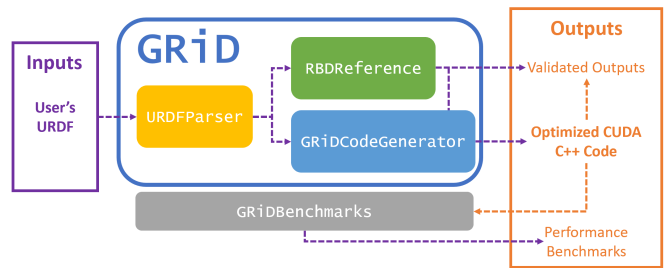 Inputs
User's
URDF
GRiD
URDFParser
RBDReference
GRiDCodeGenerator
GRiDBenchmarks
Outputs
Validated Outputs
Optimized CUDA
C++ Code
Performance
Benchmarks